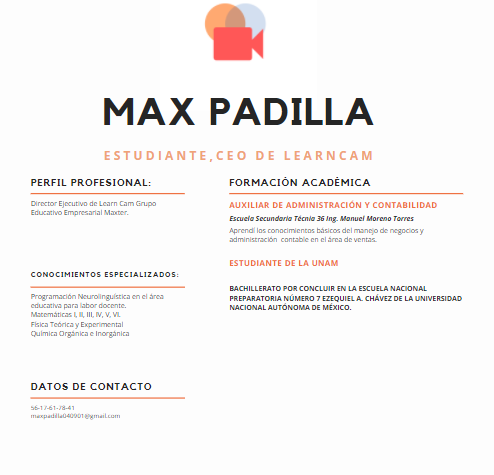 MAX PADILLA
ESTUDIANTE,CEO DE LEARNCAM
PERFIL PROFESIONAL:
Director Ejecutivo de Learn Cam Grupo
Educativo Empresarial Maxter.
CONOCIMIENTOS ESPECIALIZADOS:
Programación Neurolinguística en el área
educativa para labor docente.
Matemáticas I, II, III, IV, V, VI.
Física Teórica y Experimental
Química Orgánica e Inorgánica
DATOS DE CONTACTO
56-17-61-78-41
maxpadilla040901@gmail.com
FORMACIÓN ACADÉMICA
AUXILIAR DE ADMINISTRACIÓN Y CONTABILIDAD
Escuela Secundaria Técnia 36 Ing. Manuel Moreno Torres
Aprendí los conocimientos básicos del manejo de negocios y
administración contable en el área de ventas.
ESTUDIANTE DE LA UNAM
BACHILLERATO POR CONCLUIR EN LA ESCUELA NACIONAL
PREPARATORIA NÚMERO 7 EZEQUIEL A. CHÁVEZ DE LA UNIVERSIDAD
NACIONAL AUTÓNOMA DE MÉXICO.